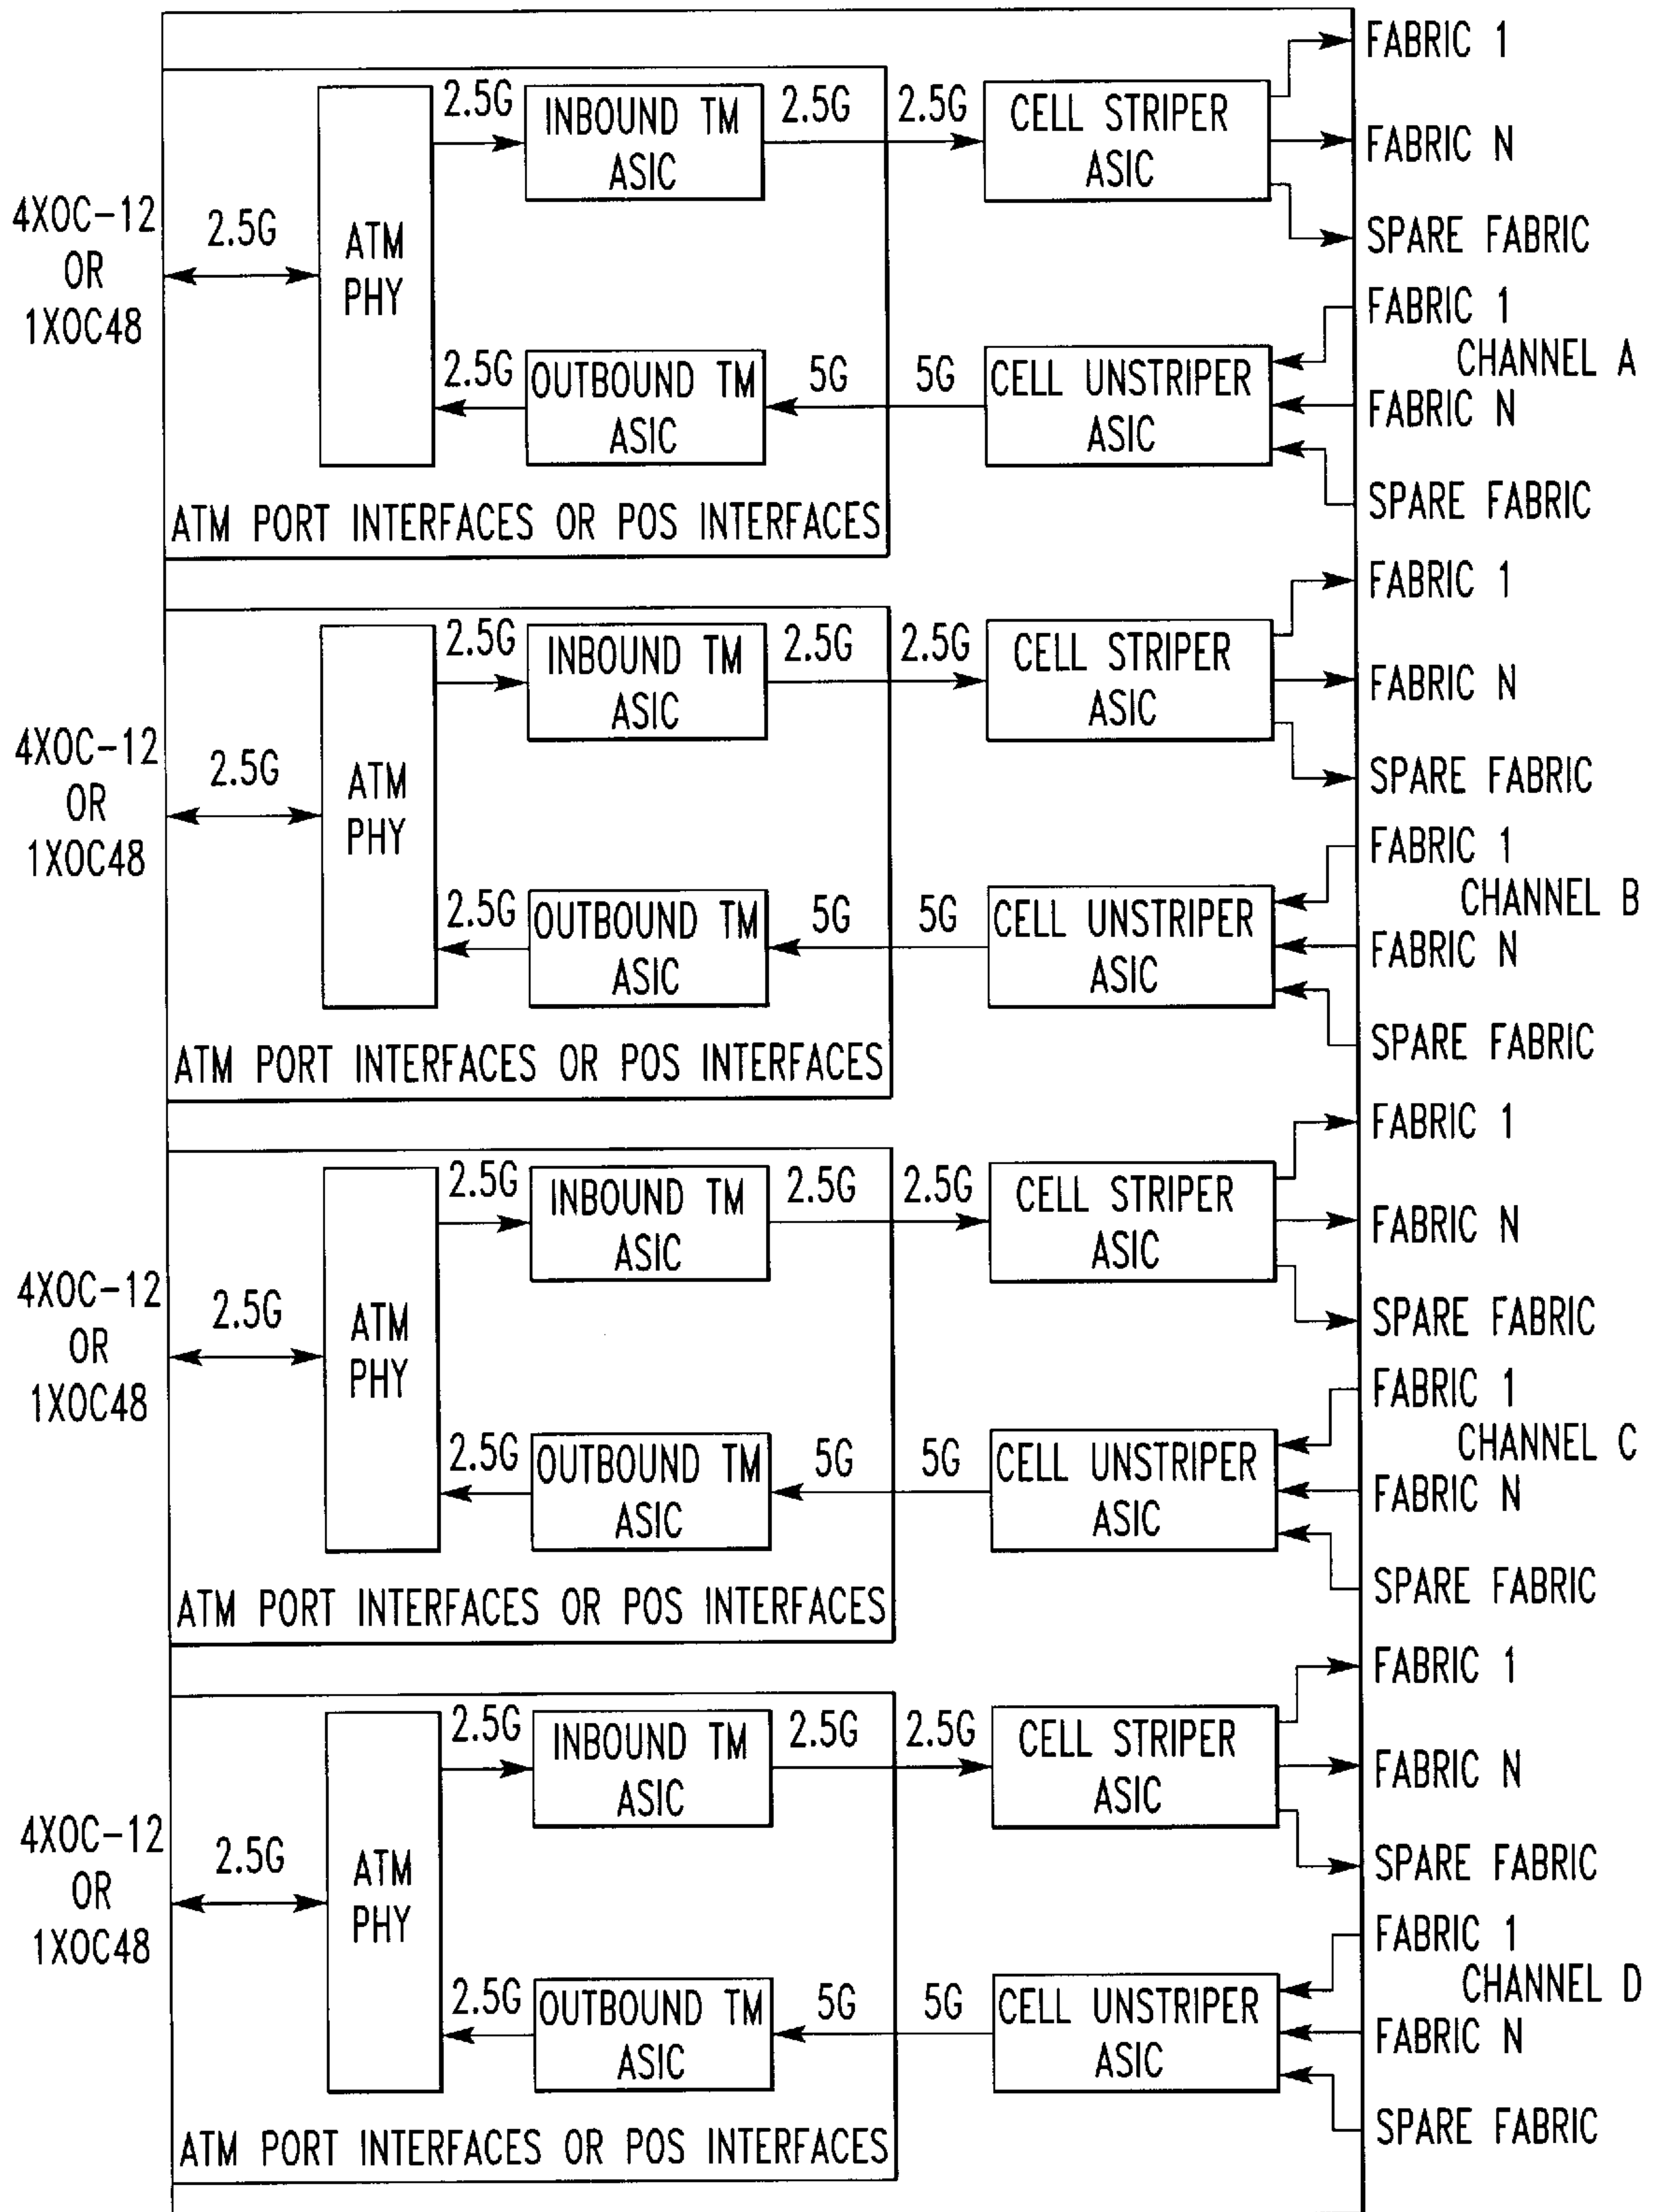 FABRIC 1
2.5G
INBOUND TM
ASIC
2.5G
2.5G
CELL STRIPER
ASIC
FABRIC N
4XOC-12
OR
1XOC48
2.5G
ATM
PHY
SPARE FABRIC
FABRIC 1
CHANNEL A
2.5G
OUTBOUND TM
ASIC
5G
5G
CELL UNSTRIPER
ASIC
FABRIC N
SPARE FABRIC
ATM PORT INTERFACES OR POS INTERFACES
FABRIC 1
2.5G
INBOUND TM
ASIC
2.5G
2.5G
CELL STRIPER
ASIC
FABRIC N
4XOC-12
OR
1XOC48
2.5G
ATM
PHY
SPARE FABRIC
FABRIC 1
CHANNEL B
2.5G
OUTBOUND TM
ASIC
5G
5G
CELL UNSTRIPER
ASIC
FABRIC N
SPARE FABRIC
ATM PORT INTERFACES OR POS INTERFACES
FABRIC 1
2.5G
INBOUND TM
ASIC
2.5G
2.5G
CELL STRIPER
ASIC
FABRIC N
4XOC-12
OR
1XOC48
2.5G
ATM
PHY
SPARE FABRIC
FABRIC 1
CHANNEL C
2.5G
OUTBOUND TM
ASIC
5G
5G
CELL UNSTRIPER
ASIC
FABRIC N
SPARE FABRIC
ATM PORT INTERFACES OR POS INTERFACES
FABRIC 1
2.5G
INBOUND TM
ASIC
2.5G
2.5G
CELL STRIPER
ASIC
FABRIC N
4XOC-12
OR
1XOC48
2.5G
ATM
PHY
SPARE FABRIC
FABRIC 1
CHANNEL D
2.5G
OUTBOUND TM
ASIC
5G
5G
CELL UNSTRIPER
ASIC
FABRIC N
SPARE FABRIC
ATM PORT INTERFACES OR POS INTERFACES